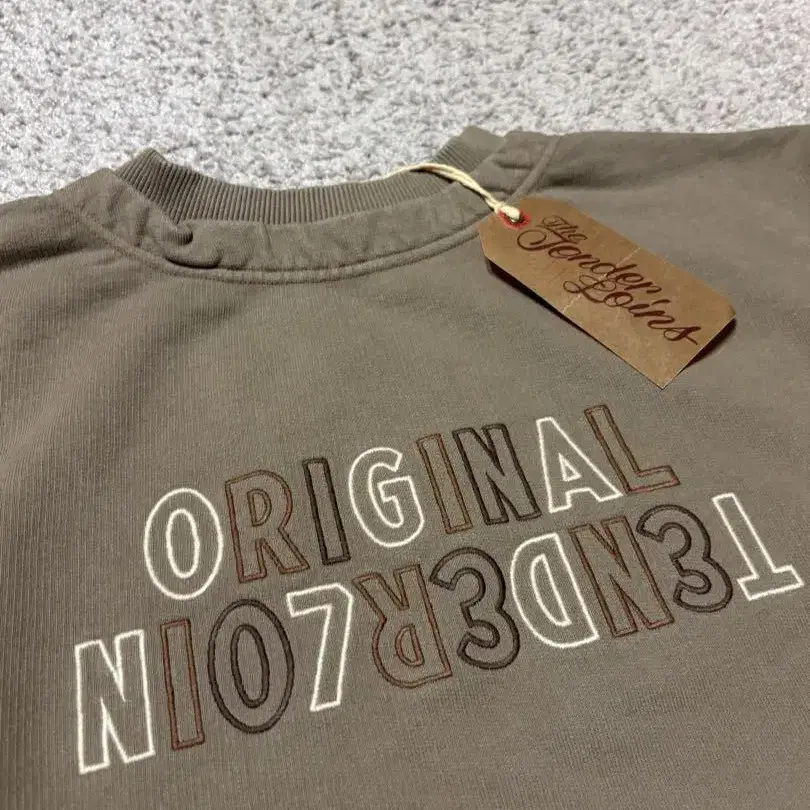 The
Tender
Loins
ORIGINAL
TENDERLOIN